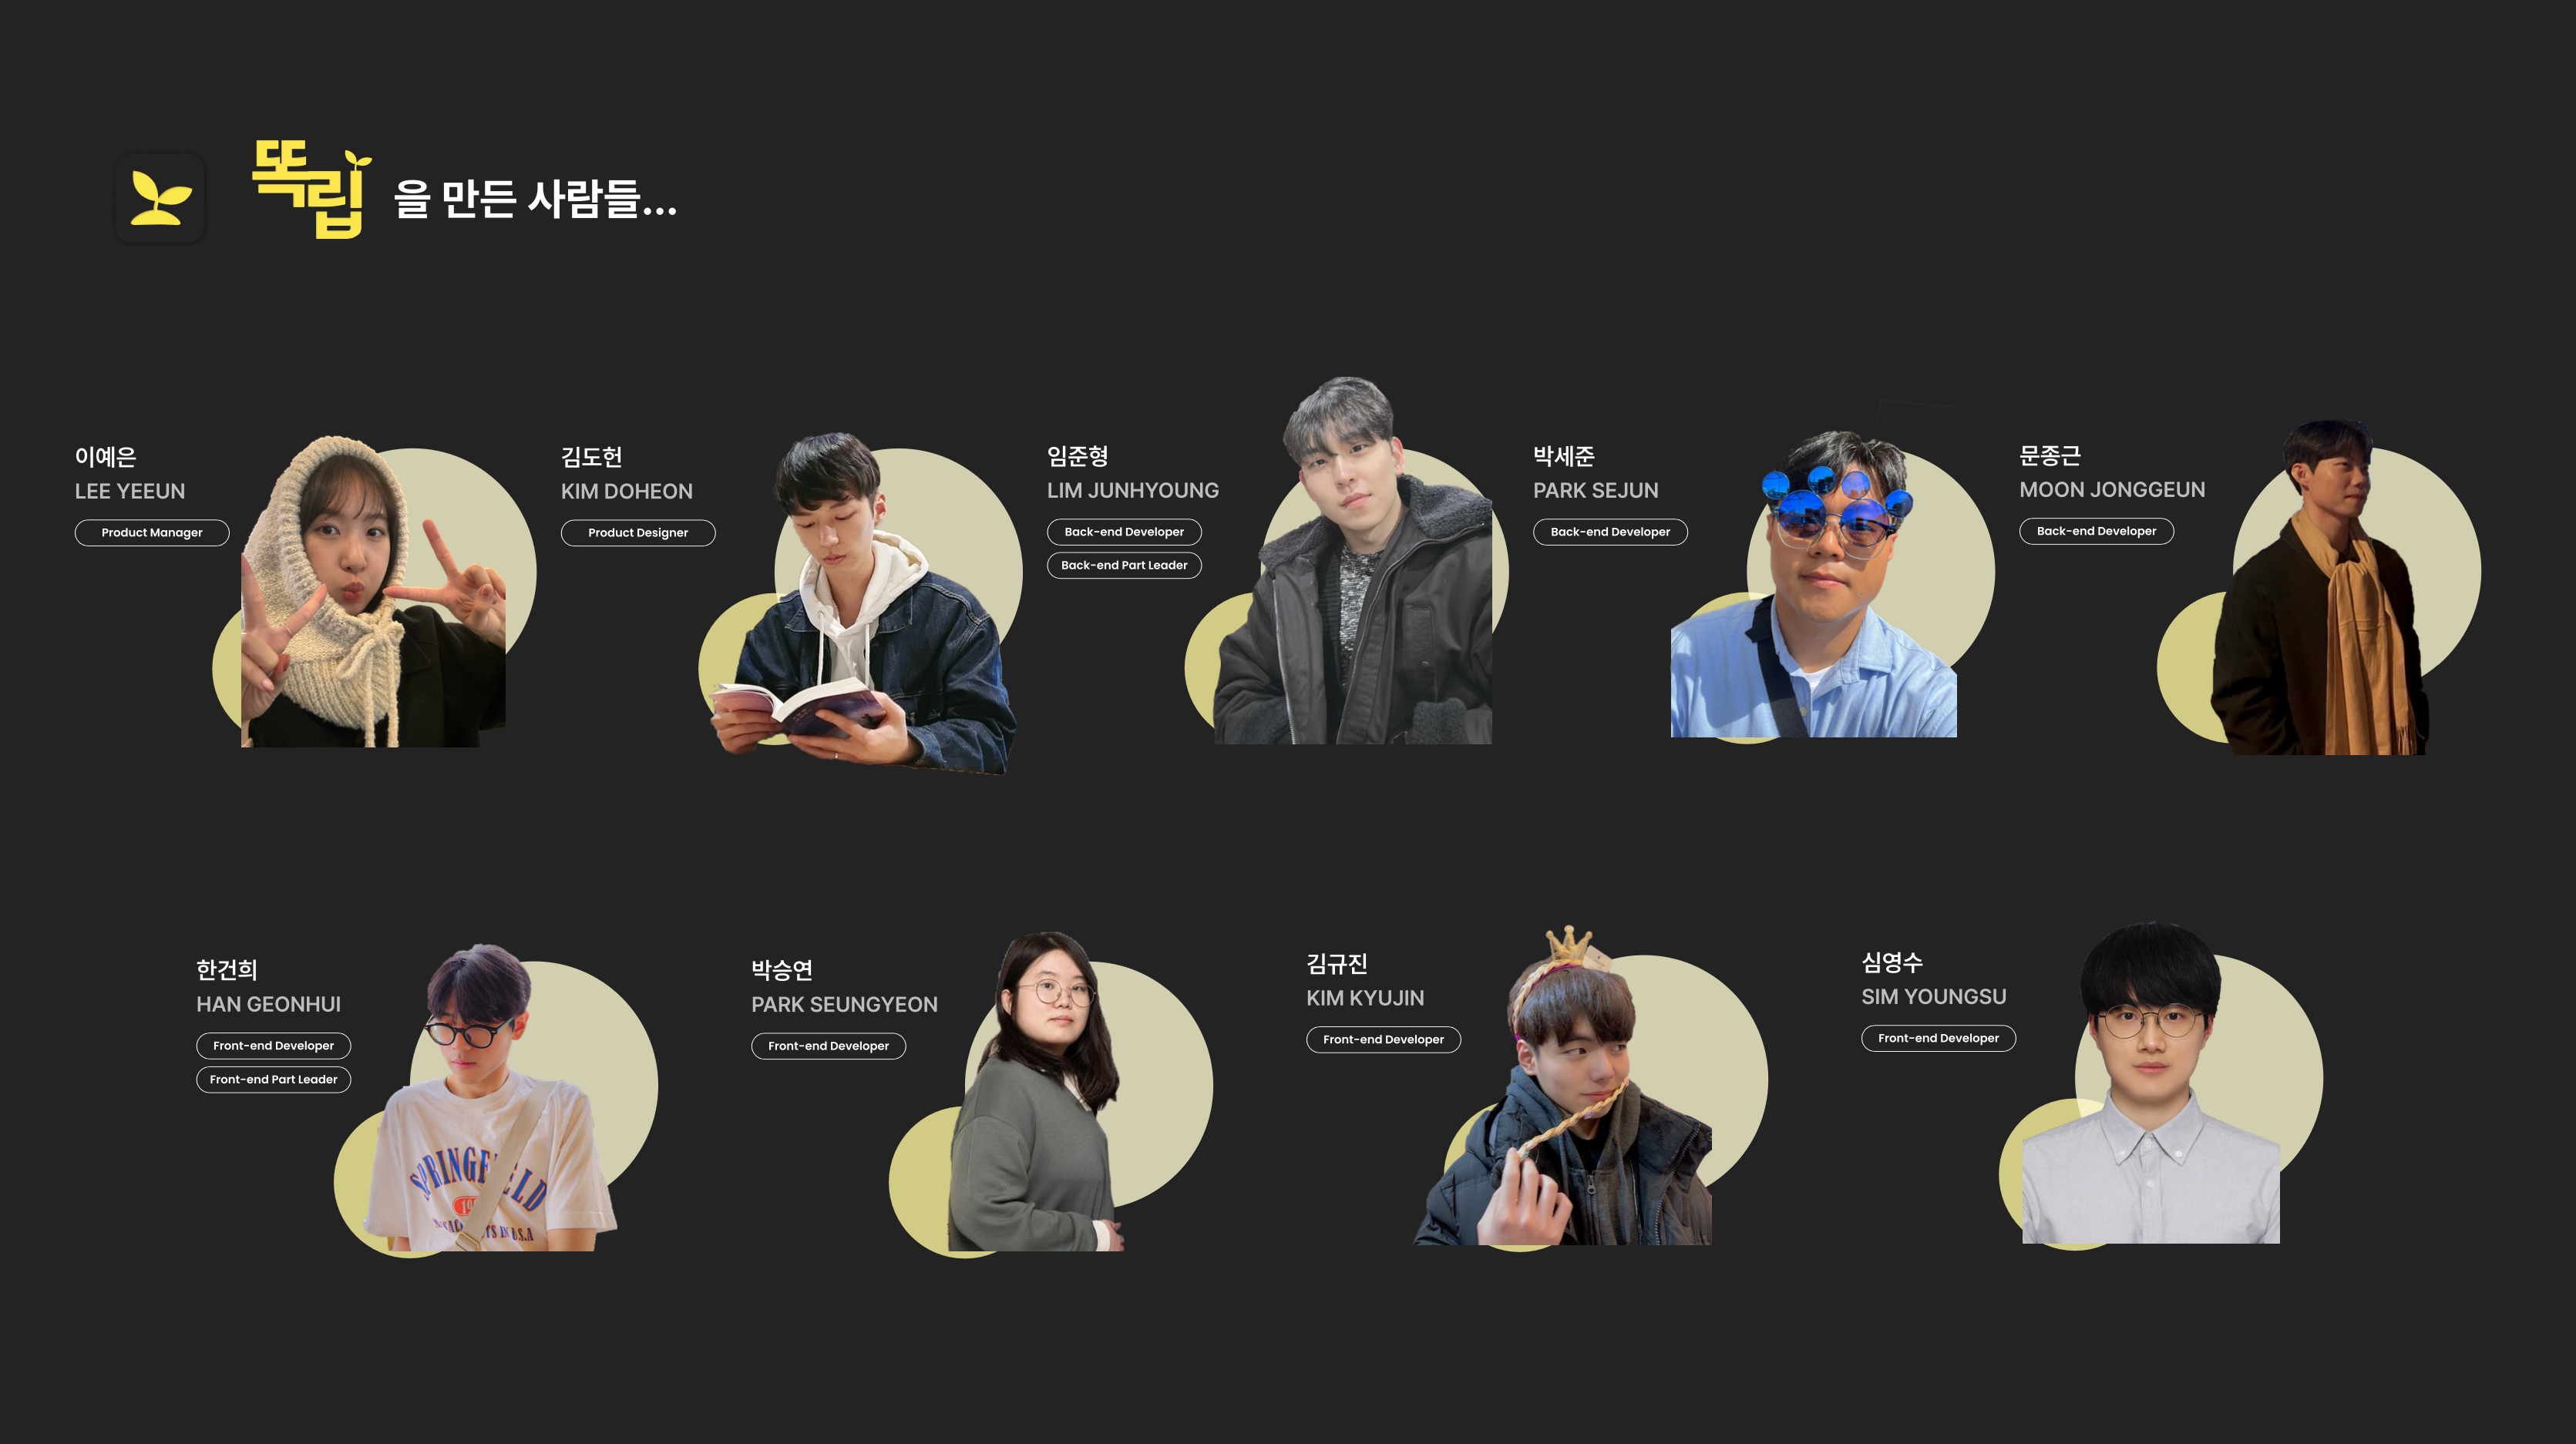 똑립을 만든 사람들...
이예은
LEE YEEUN
Product Manager
김도헌
KIM DOHEON
Product Designer
임준형
LIM JUNHYOUNG
Back-end Developer
Back-end Part Leader
박세준
PARK SEJUN
Back-end Developer
문종근
MOON JONGGEUN
Back-end Developer
한건희
HAN GEONHUI
Front-end Developer
Front-end Part Leader
박승연
PARK SEUNGYEON
Front-end Developer
김규진
KIM KYUJIN
Front-end Developer
심영수
SIM YOUNGSU
Front-end Developer